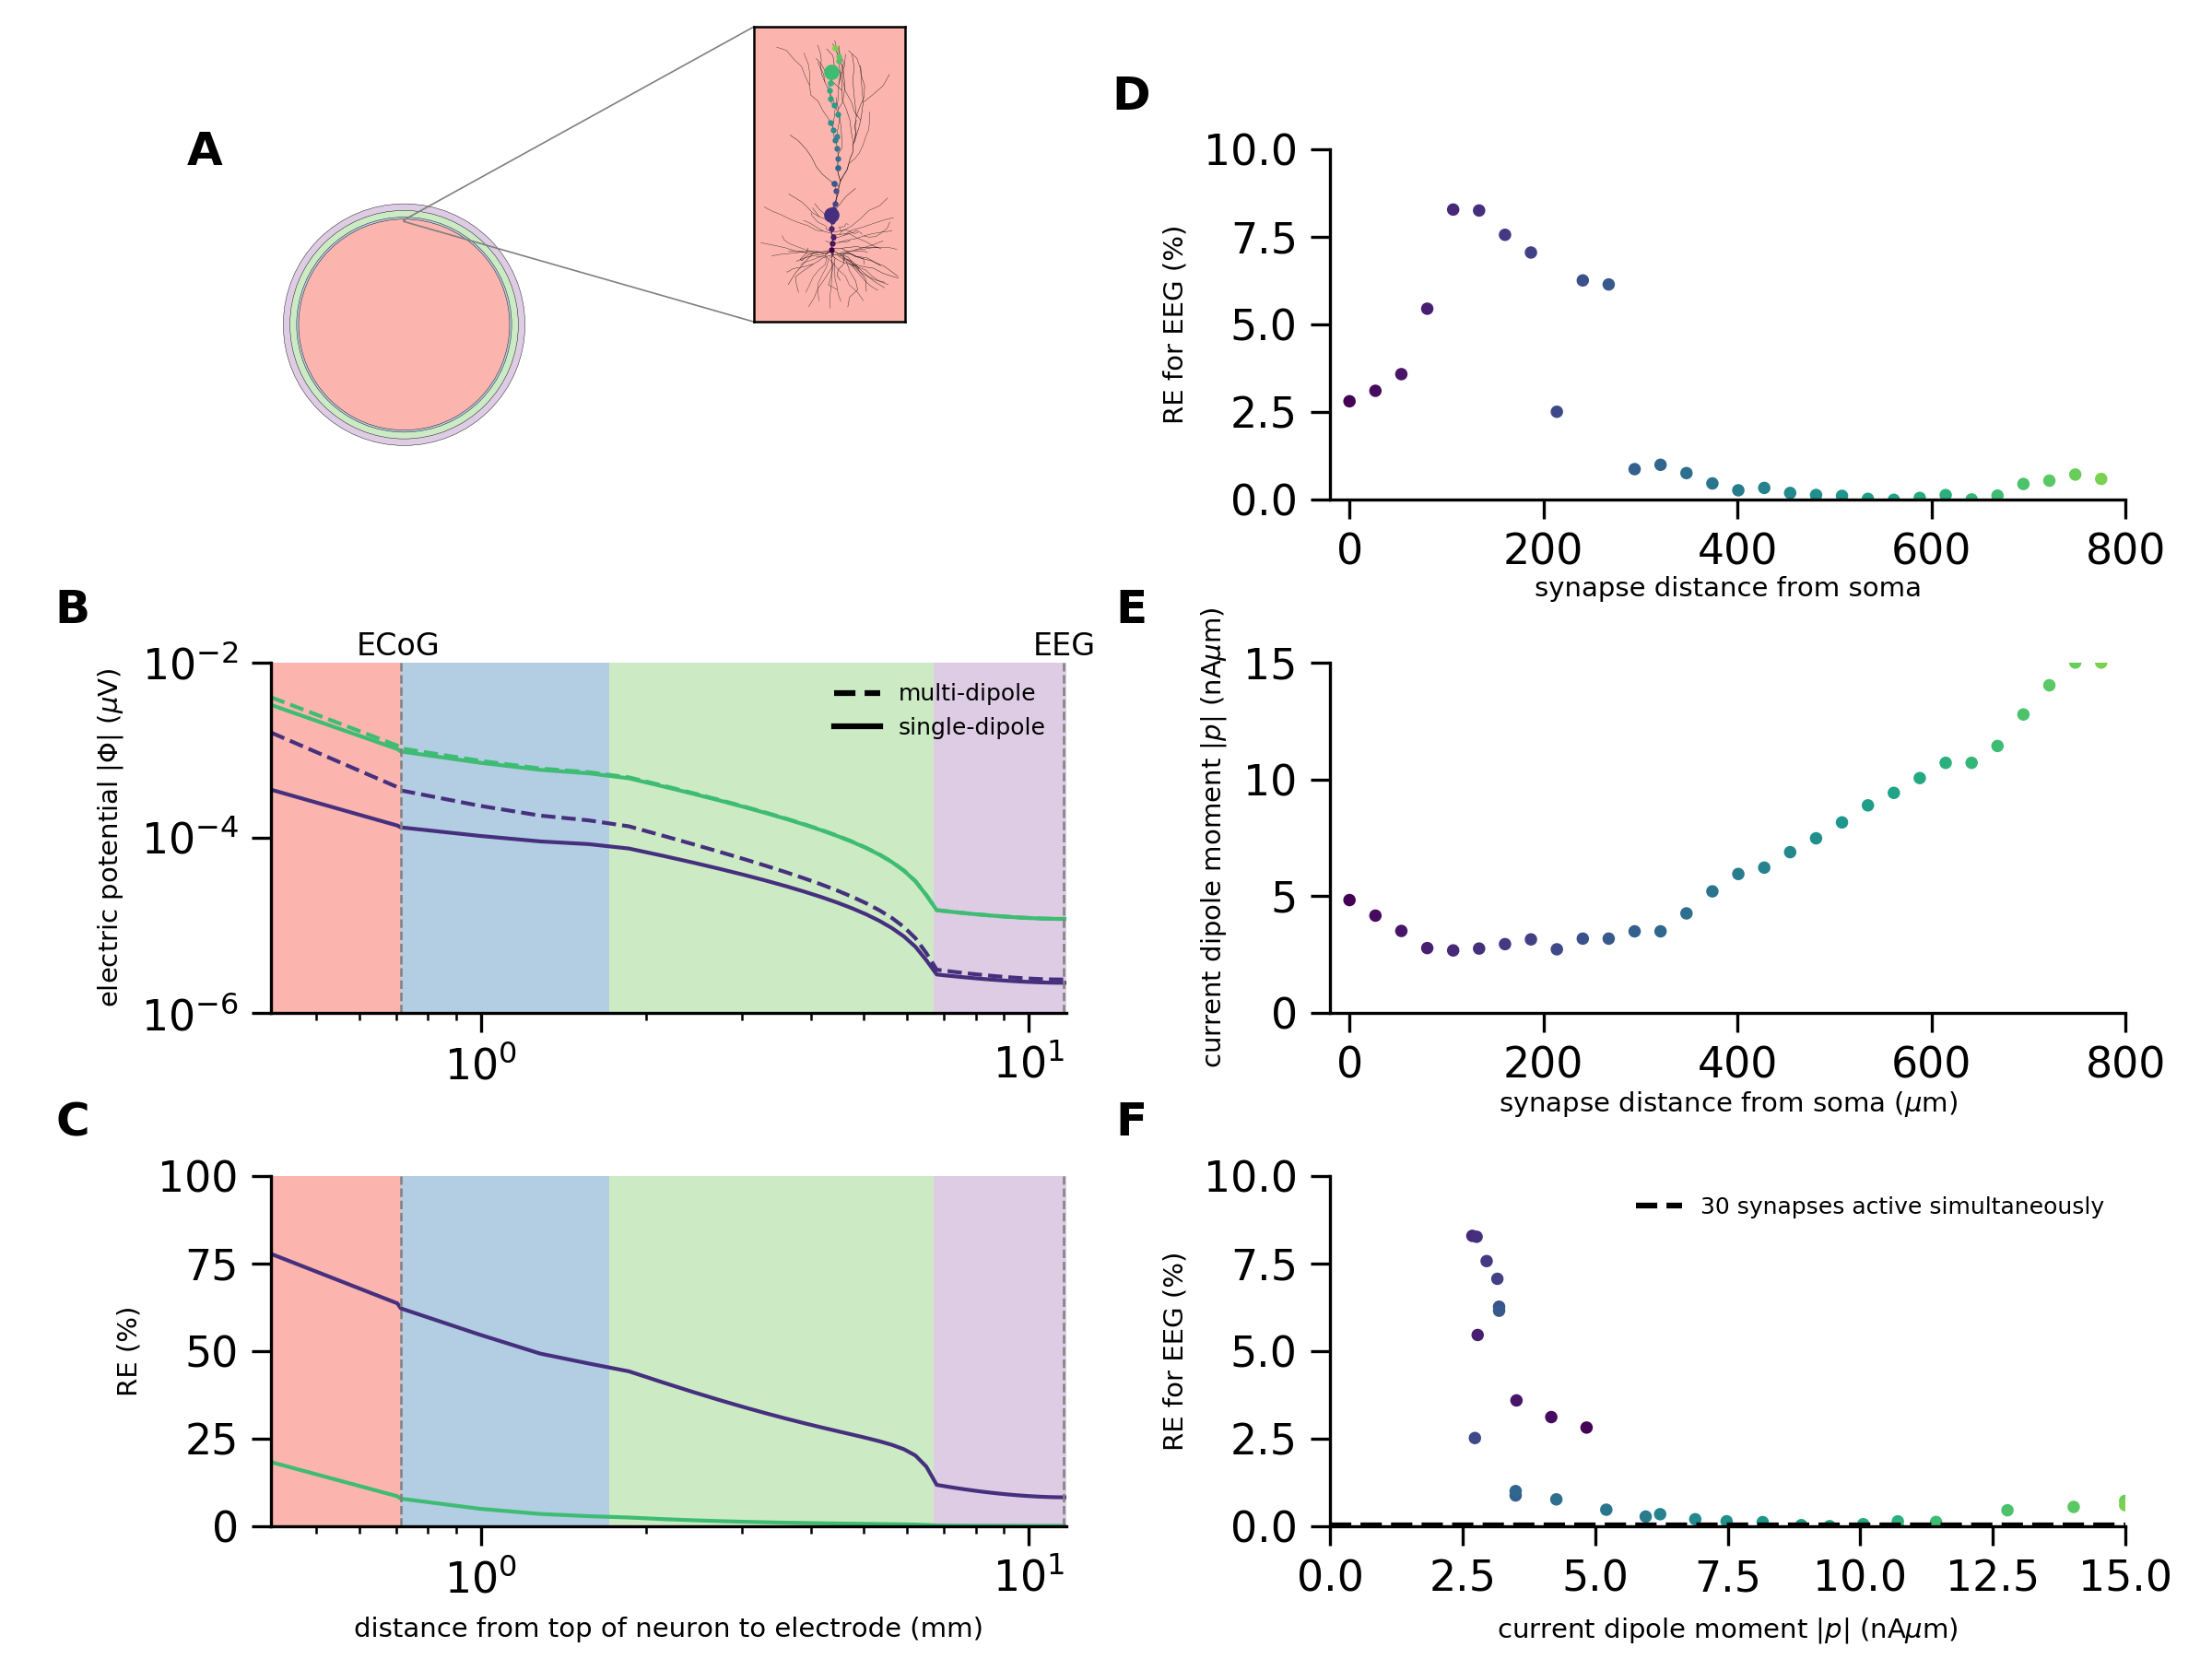 A
B
ECoG
EEG
electric potential |Φ| (μV)
10⁻²
10⁻⁴
10⁻⁶
multi-dipole
single-dipole
10⁰
10¹
C
RE (%)
100
75
50
25
0
10⁰
10¹
distance from top of neuron to electrode (mm)
D
RE for EEG (%)
10.0
7.5
5.0
2.5
0.0
0 200 400 600 800
synapse distance from soma
E
current dipole moment |p| (nAμm)
15
10
5
0
0 200 400 600 800
synapse distance from soma (μm)
F
RE for EEG (%)
10.0
7.5
5.0
2.5
0.0
30 synapses active simultaneously
0.0 2.5 5.0 7.5 10.0 12.5 15.0
current dipole moment |p| (nAμm)